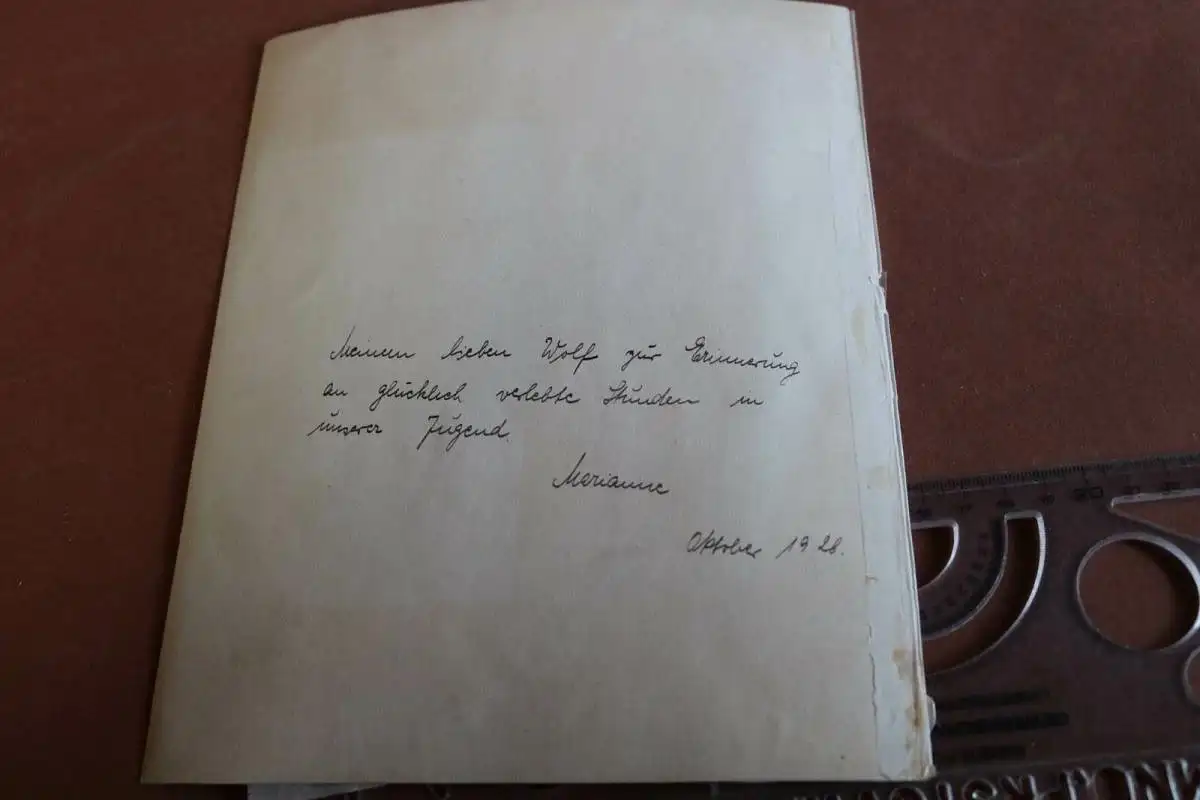 Meinem lieben Wolf zur Erinnerung
an glücklich verlebte Stunden in
unserer Jugend.
Marianne
Oktober 1928.